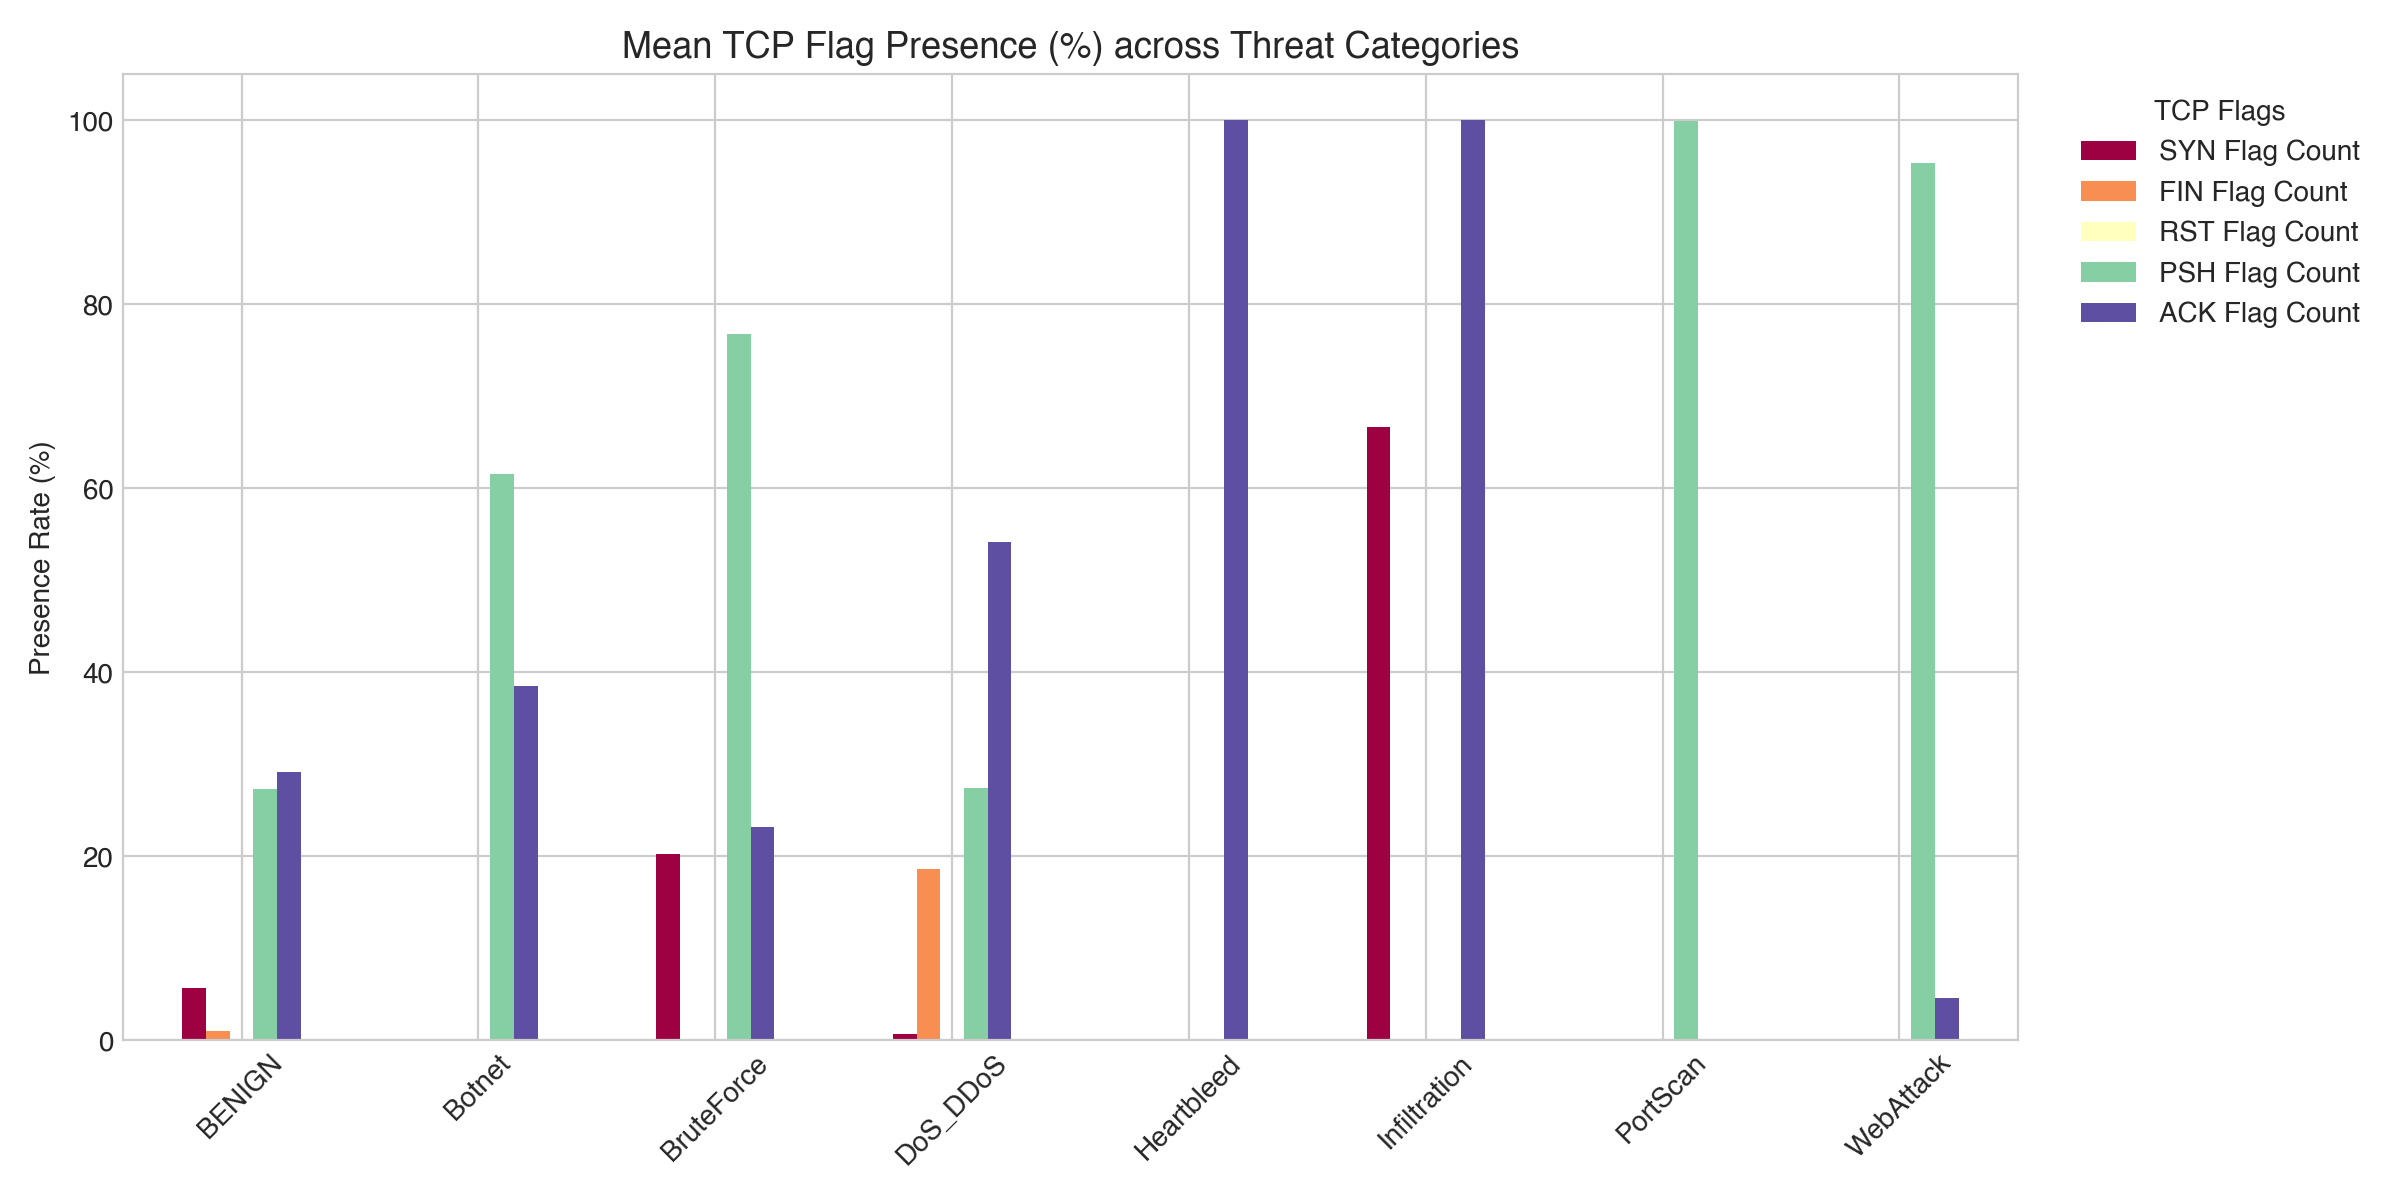 Mean TCP Flag Presence (%) across Threat Categories
TCP Flags
SYN Flag Count
FIN Flag Count
RST Flag Count
PSH Flag Count
ACK Flag Count
Presence Rate (%)
100
80
60
40
20
0
BENIGN
Botnet
BruteForce
DoS_DDoS
Heartbleed
Infiltration
PortScan
WebAttack